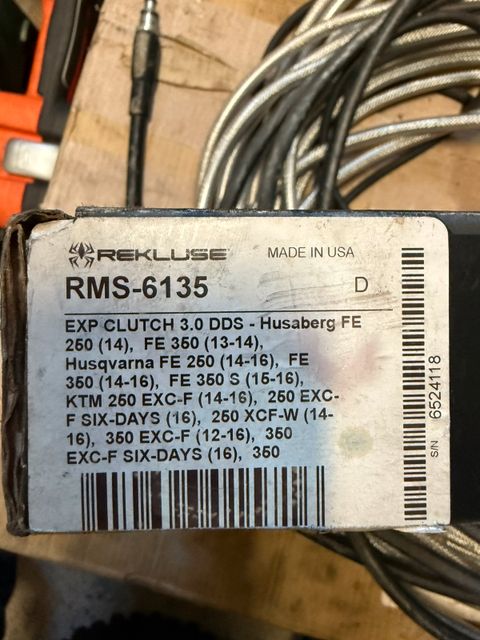 REKLUSE MADE IN USA
RMS-6135 D
EXP CLUTCH 3.0 DDS - Husaberg FE
250 (14), FE 350 (13-14),
Husqvarna FE 250 (14-16), FE
350 (14-16), FE 350 S (15-16),
KTM 250 EXC-F (14-16), 250 EXC-
F SIX-DAYS (16), 250 XCF-W (14-
16), 350 EXC-F (12-16), 350
EXC-F SIX-DAYS (16), 350
S/N 6524118